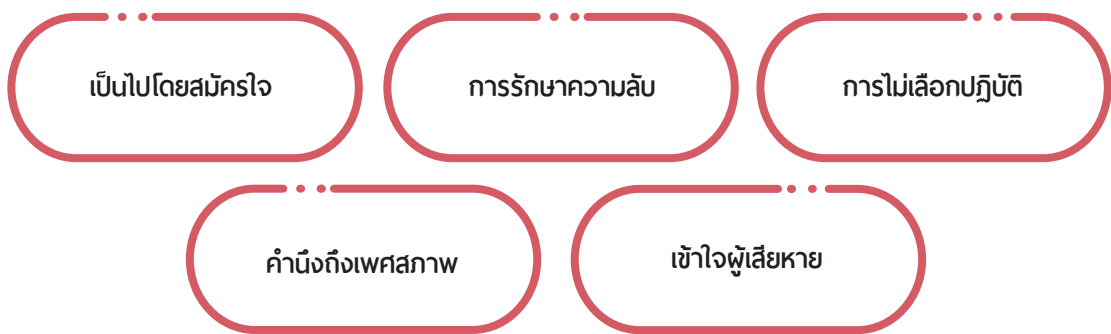 เป็นไปโดยสมัครใจ
การรักษาความลับ
การไม่เลือกปฏิบัติ
คำนึงถึงเพศสภาพ
เข้าใจผู้เสียหาย